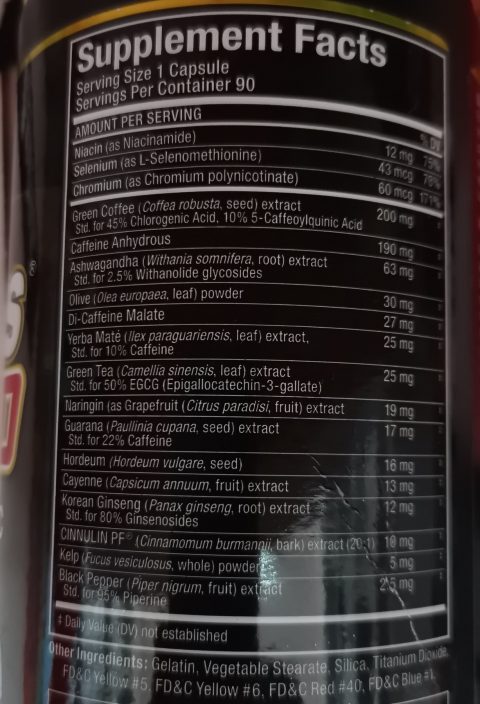 Supplement Facts
Serving Size 1 Capsule
Servings Per Container 90
AMOUNT PER SERVING % DV
Niacin (as Niacinamide) 12 mg 75%
Selenium (as L-Selenomethionine) 43 mcg 78%
Chromium (as Chromium polynicotinate) 60 mcg 171%
Green Coffee (Coffea robusta, seed) extract 200 mg ‡
Std. for 45% Chlorogenic Acid, 10% 5-Caffeoylquinic Acid
Caffeine Anhydrous 190 mg ‡
Ashwagandha (Withania somnifera, root) extract 63 mg ‡
Std. for 2.5% Withanolide glycosides
Olive (Olea europaea, leaf) powder 30 mg ‡
Di-Caffeine Malate 27 mg ‡
Yerba Maté (Ilex paraguariensis, leaf) extract, 25 mg ‡
Std. for 10% Caffeine
Green Tea (Camellia sinensis, leaf) extract 25 mg ‡
Std. for 50% EGCG (Epigallocatechin-3-gallate)
Naringin (as Grapefruit (Citrus paradisi, fruit) extract 19 mg ‡
Guarana (Paullinia cupana, seed) extract 17 mg ‡
Std. for 22% Caffeine
Hordeum (Hordeum vulgare, seed) 16 mg ‡
Cayenne (Capsicum annuum, fruit) extract 13 mg ‡
Korean Ginseng (Panax ginseng, root) extract 12 mg ‡
Std. for 80% Ginsenosides
CINNULIN PF® (Cinnamomum burmannii, bark) extract (20:1) 10 mg ‡
Kelp (Fucus vesiculosus, whole) powder 5 mg ‡
Black Pepper (Piper nigrum, fruit) extract 2.5 mg ‡
Std. for 95% Piperine
‡ Daily Value (DV) not established
Other Ingredients: Gelatin, Vegetable Stearate, Silica, Titanium Dioxide,
FD&C Yellow #5, FD&C Yellow #6, FD&C Red #40, FD&C Blue #1.